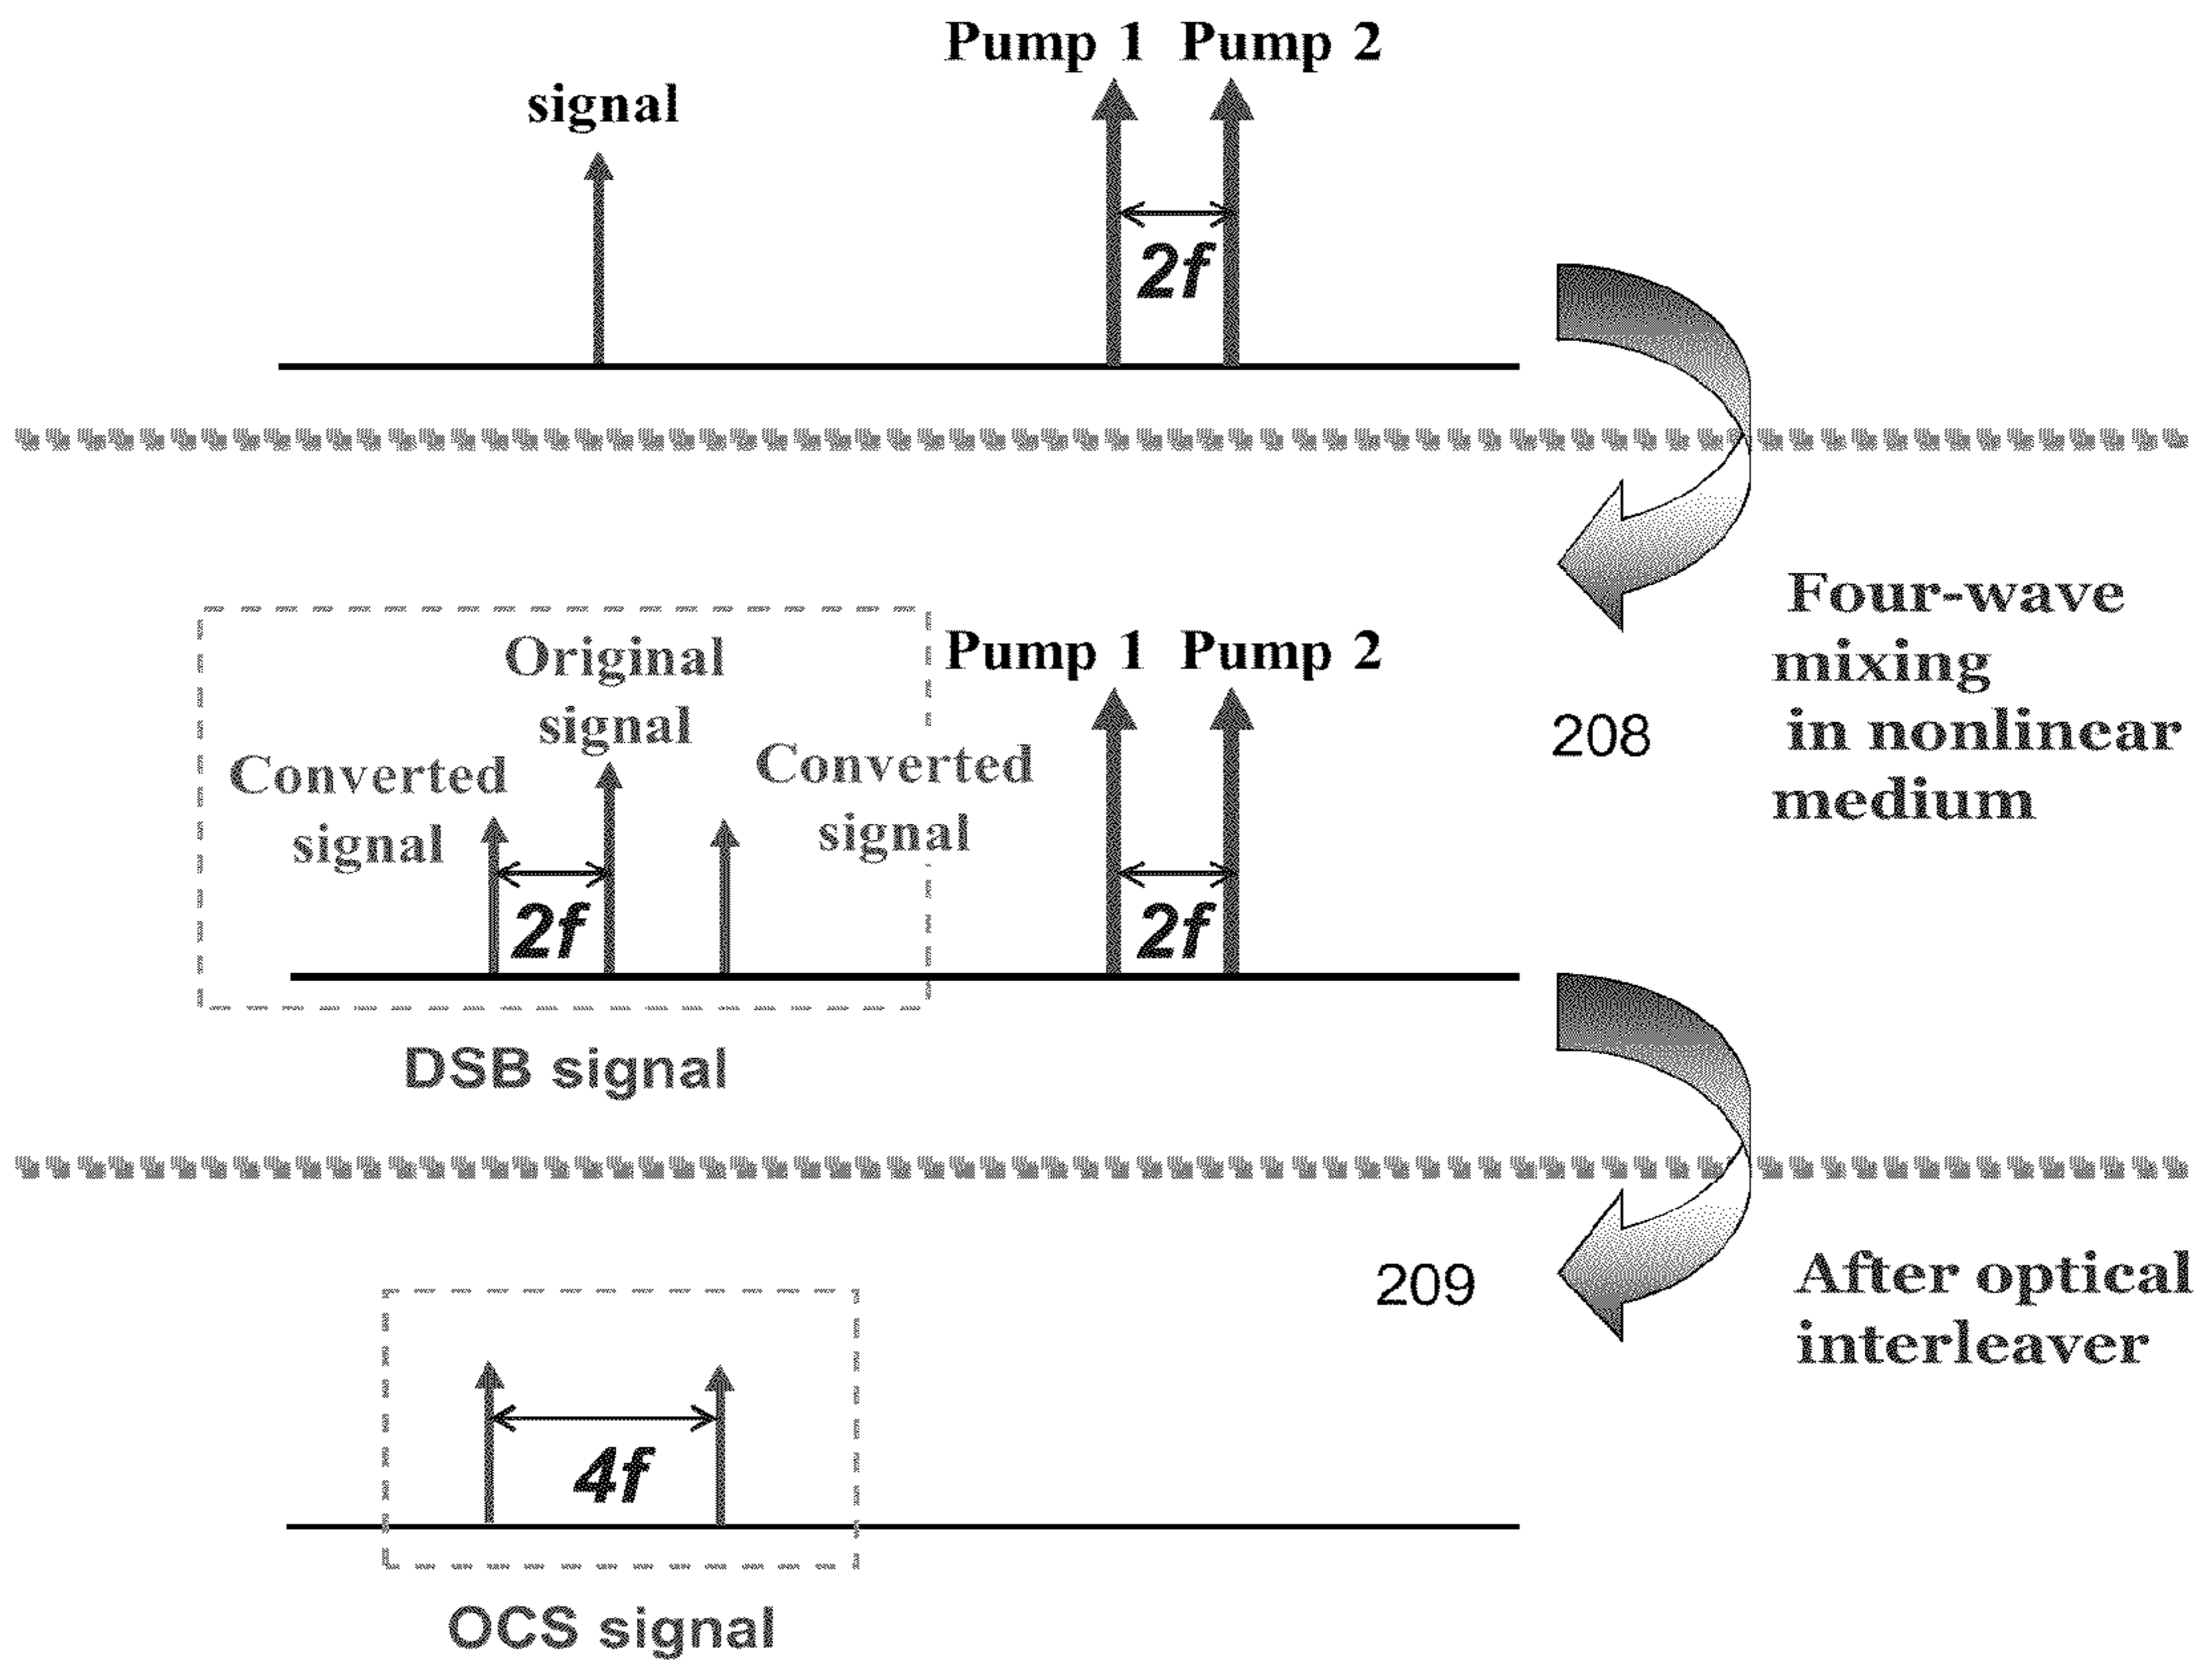 Pump 1 Pump 2
signal
2f
Four-wave
mixing
in nonlinear
medium
Original
signal
Pump 1 Pump 2
208
Converted
signal
Converted
signal
2f
2f
DSB signal
209
After optical
interleaver
4f
OCS signal